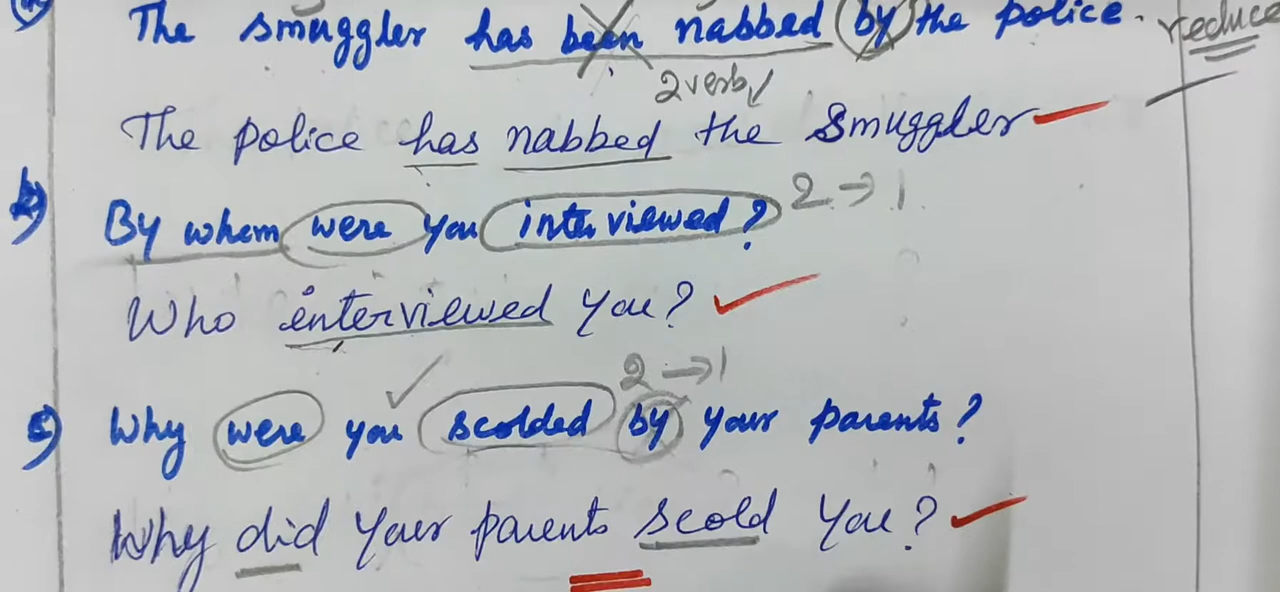 The smuggler has been nabbed by the police. reduce
2 verb
The police has nabbed the smuggler
b) By whom were you interviewed? 2 → 1
Who interviewed you?
2 → 1
c) Why were you scolded by your parents?
Why did your parents scold you?